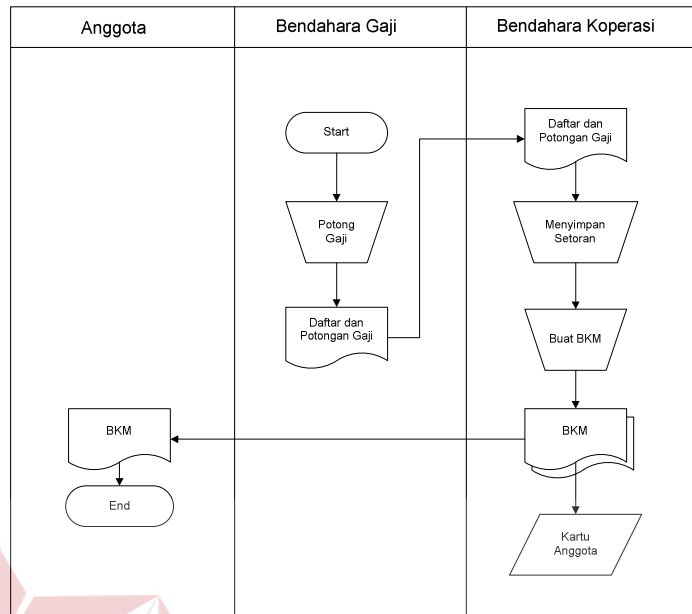 Anggota
Bendahara Gaji
Bendahara Koperasi
Start
Potong
Gaji
Daftar dan
Potongan Gaji
Daftar dan
Potongan Gaji
Menyimpan
Setoran
Buat BKM
BKM
Kartu
Anggota
BKM
End